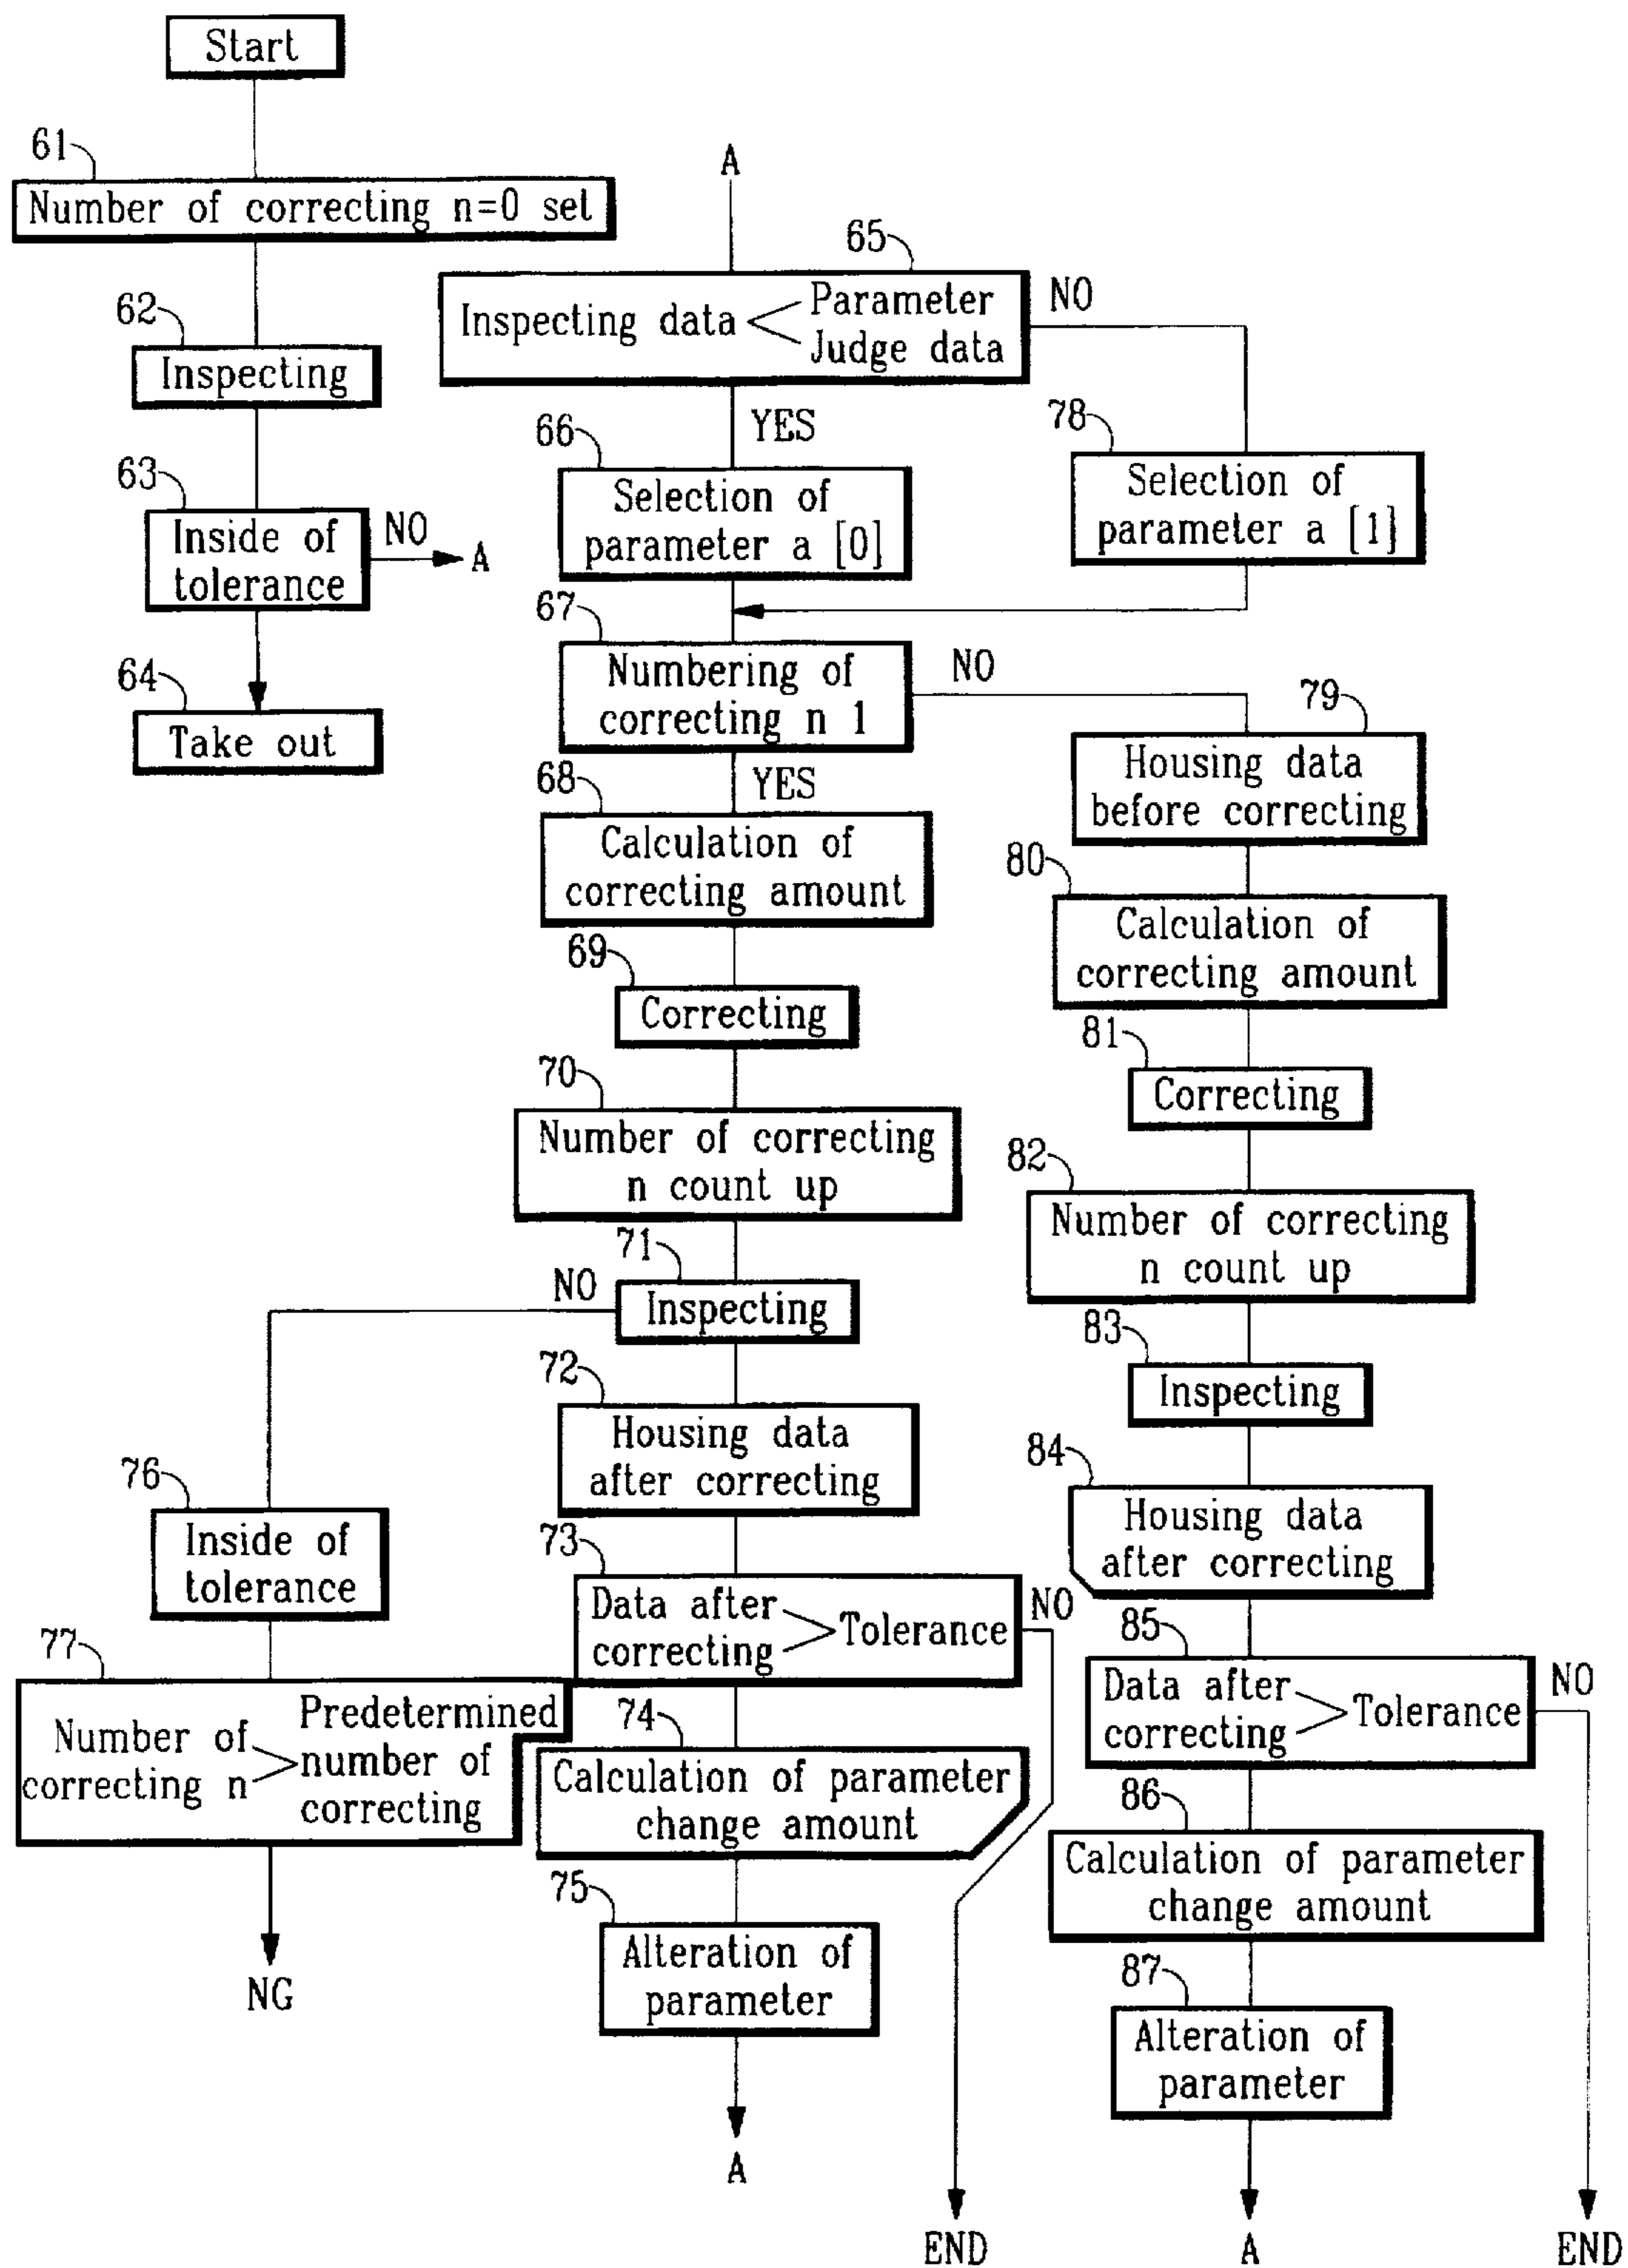 Start
61
Number of correcting n=0 set
62
Inspecting
63
Inside of
tolerance
NO
A
64
Take out
A
65
Inspecting data < Parameter
Judge data
NO
YES
66
Selection of
parameter a [0]
78
Selection of
parameter a [1]
67
Numbering of
correcting n 1
NO
YES
68
Calculation of
correcting amount
69
Correcting
70
Number of correcting
n count up
71
Inspecting
NO
72
Housing data
after correcting
73
Data after
correcting > Tolerance
NO
74
Calculation of parameter
change amount
75
Alteration of
parameter
A
END
76
Inside of
tolerance
77
Number of
correcting n > Predetermined
number of
correcting
NG
79
Housing data
before correcting
80
Calculation of
correcting amount
81
Correcting
82
Number of correcting
n count up
83
Inspecting
84
Housing data
after correcting
85
Data after
correcting > Tolerance
NO
86
Calculation of parameter
change amount
87
Alteration of
parameter
A
END